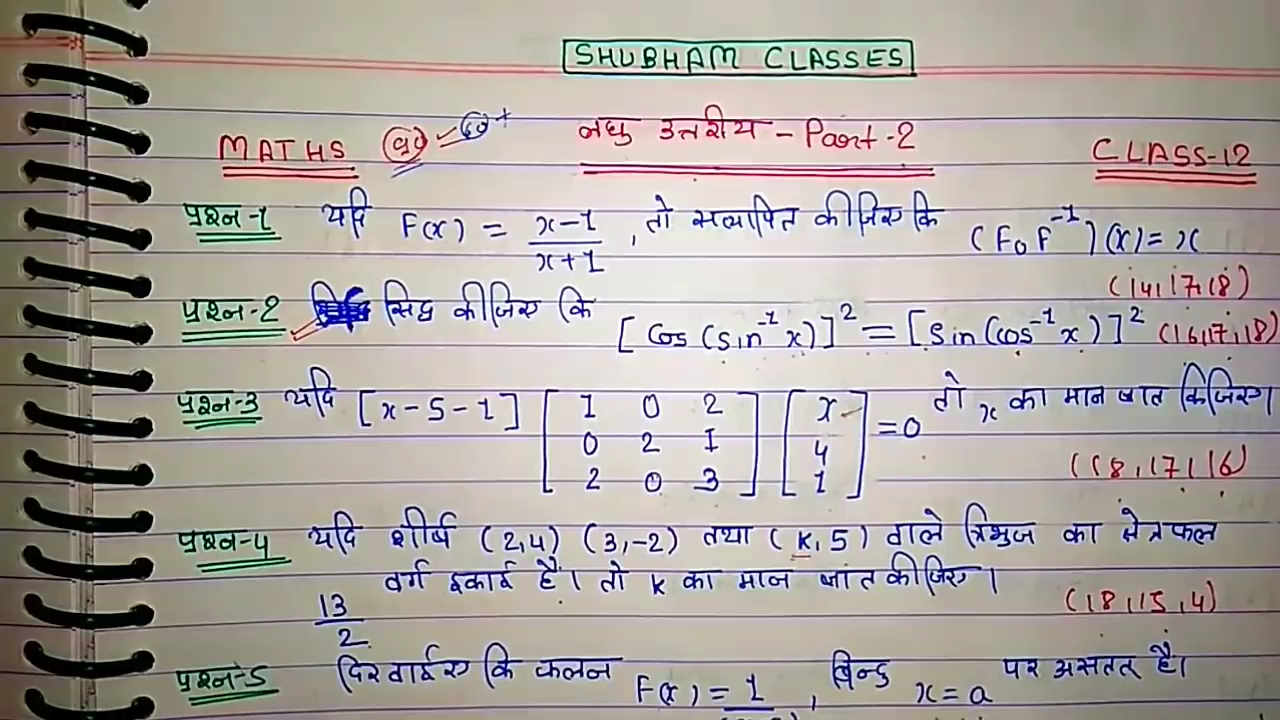 SHUBHAM CLASSES
MATHS लघु उत्तरीय - Part-2 CLASS-12
प्रश्न-1 यदि F(x) = x-1/x+1, तो सत्यापित कीजिए कि (FoF⁻¹)(x)=x
(14,17,18)
प्रश्न-2 सिद्ध कीजिए कि [Cos(Sin⁻¹x)]² = [Sin(Cos⁻¹x)]² (16,17,18)
प्रश्न-3 यदि [x-5-1] [1 0 2] [x] = 0 तो x का मान ज्ञात किजिए।
[0 2 1] [4]
[2 0 3] [1]
(18,17,16)
प्रश्न-4 यदि शीर्ष (2,4) (3,-2) तथा (K,5) वाले त्रिभुज का क्षेत्रफल
13/2 वर्ग इकाई है। तो K का मान ज्ञात कीजिए।
(18,15,4)
प्रश्न-5 दिखाईए कि फलन F(x) = 1, बिन्दु x=a पर असतत् है।